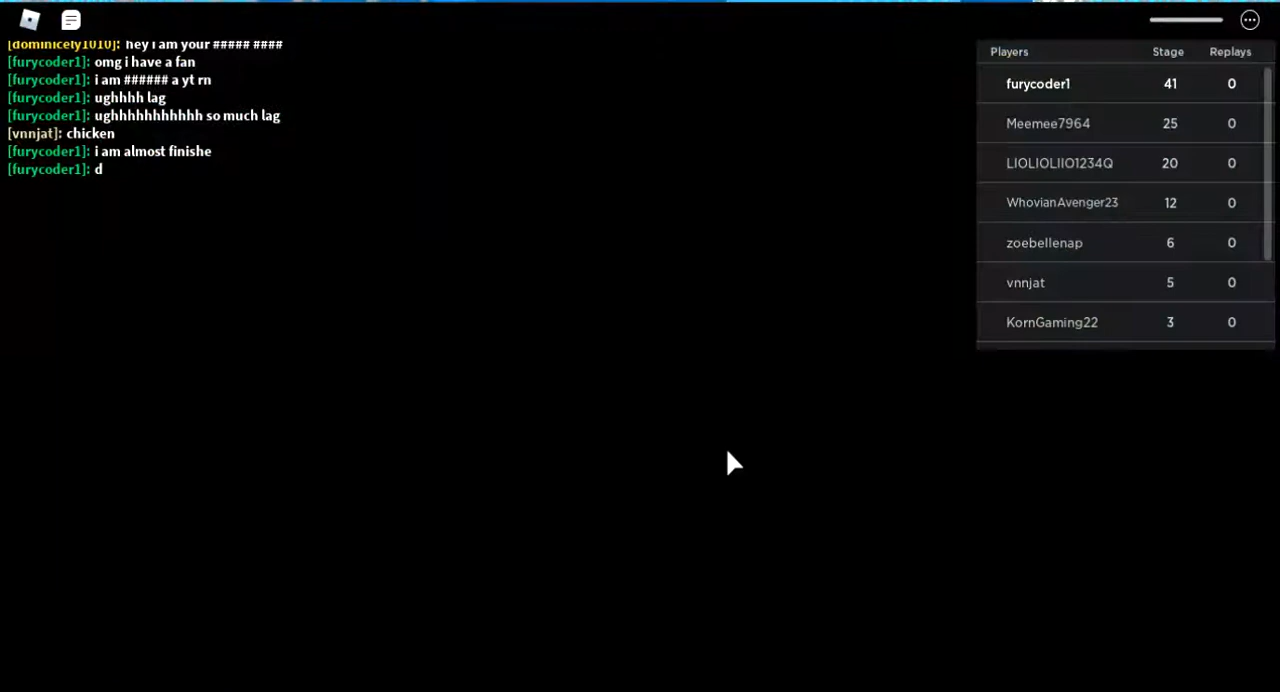 [dominicely1010]: hey i am your ##### ####
[furycoder1]: omg i have a fan
[furycoder1]: i am ###### a yt rn
[furycoder1]: ughhhh lag
[furycoder1]: ughhhhhhhhhhh so much lag
[vnnjat]: chicken
[furycoder1]: i am almost finishe
[furycoder1]: d
Players Stage Replays
furycoder1 41 0
Meemee7964 25 0
LIOLIOLIIO1234Q 20 0
WhovianAvenger23 12 0
zoebellenap 6 0
vnnjat 5 0
KornGaming22 3 0